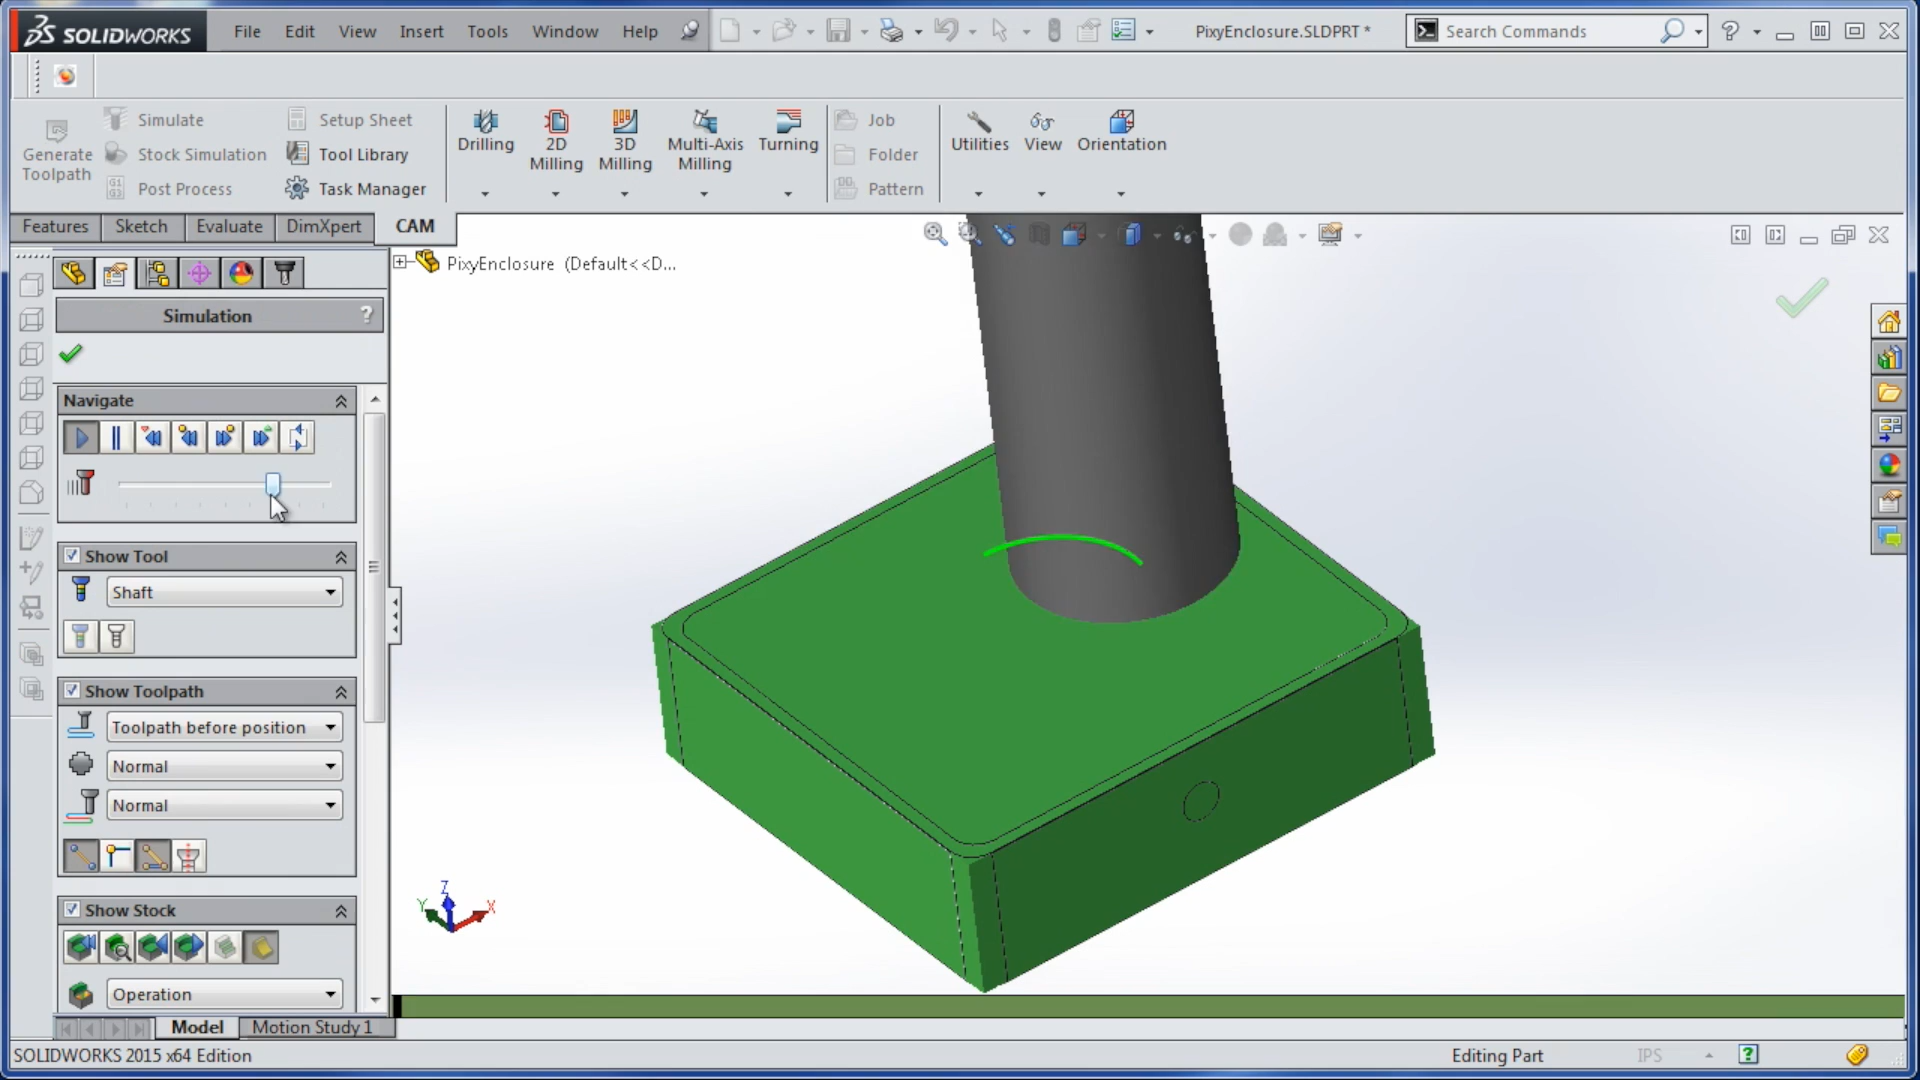 SOLIDWORKS File Edit View Insert Tools Window Help PixyEnclosure.SLDPRT * Search Commands
Generate Toolpath
Simulate
Stock Simulation
Post Process
Setup Sheet
Tool Library
Task Manager
Drilling
2D Milling
3D Milling
Multi-Axis Milling
Turning
Job
Folder
Pattern
Utilities
View
Orientation
Features Sketch Evaluate DimXpert CAM
PixyEnclosure (Default<<D...
Simulation ?
Navigate
Show Tool
Shaft
Show Toolpath
Toolpath before position
Normal
Normal
Show Stock
Operation
Z
Y
X
Model Motion Study 1
SOLIDWORKS 2015 x64 Edition Editing Part IPS ?